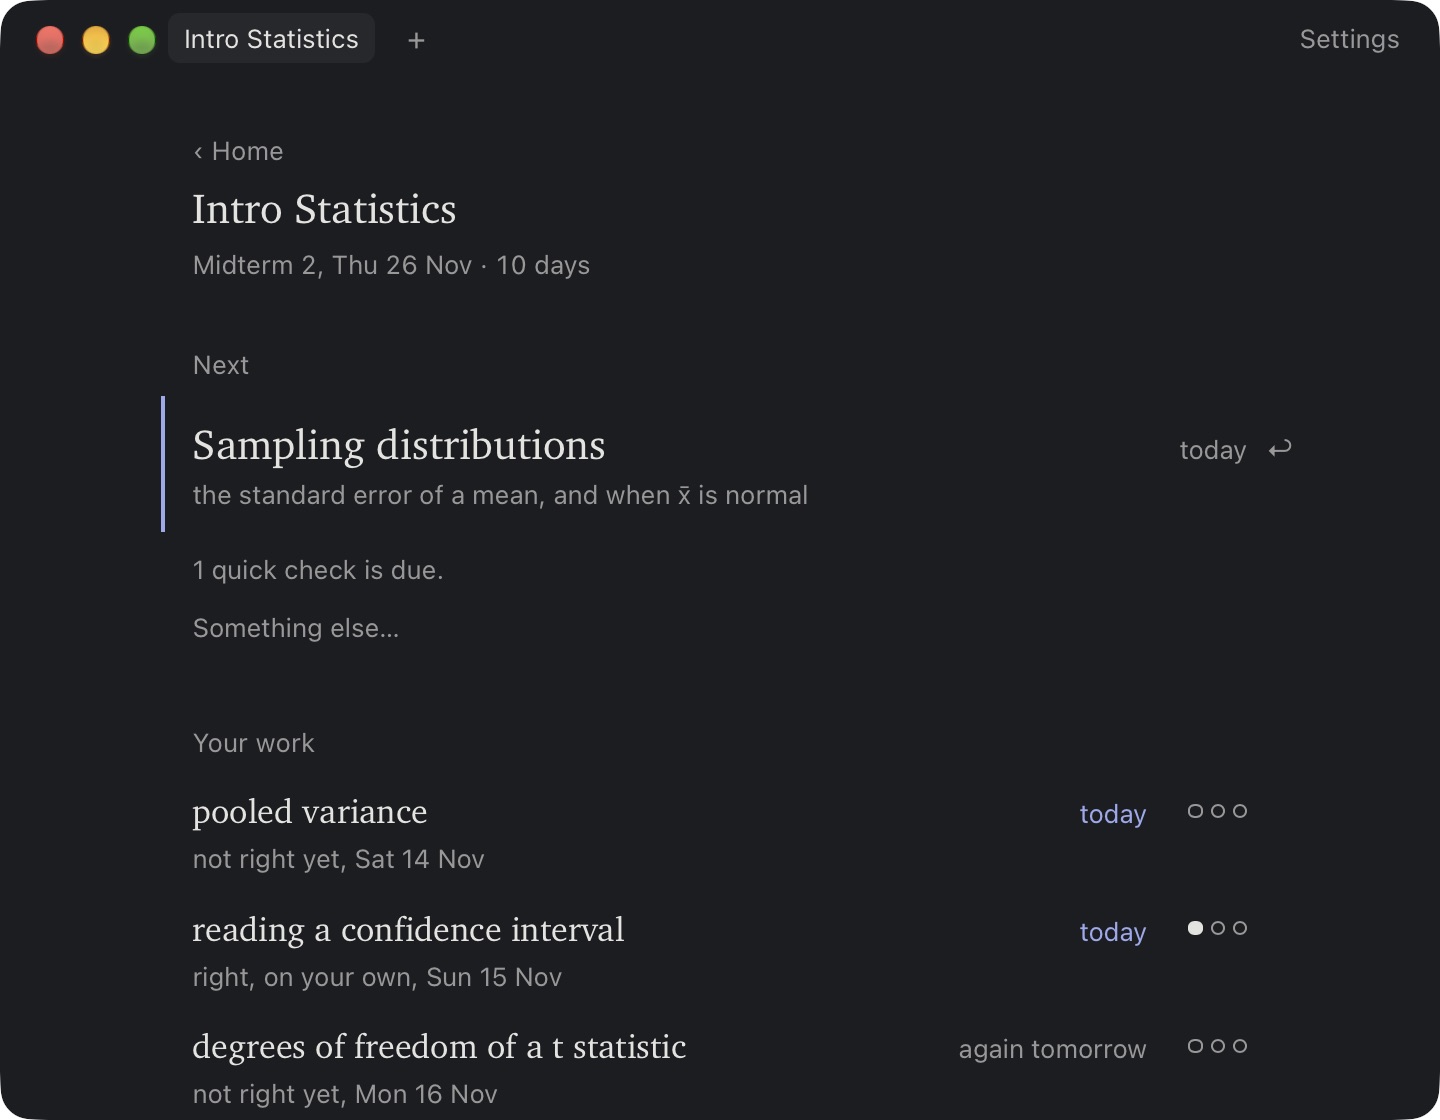 Intro Statistics
+
Settings
‹ Home
Intro Statistics
Midterm 2, Thu 26 Nov · 10 days
Next
Sampling distributions
today ↩
the standard error of a mean, and when x̄ is normal
1 quick check is due.
Something else...
Your work
pooled variance
today
not right yet, Sat 14 Nov
reading a confidence interval
today
right, on your own, Sun 15 Nov
degrees of freedom of a t statistic
again tomorrow
not right yet, Mon 16 Nov